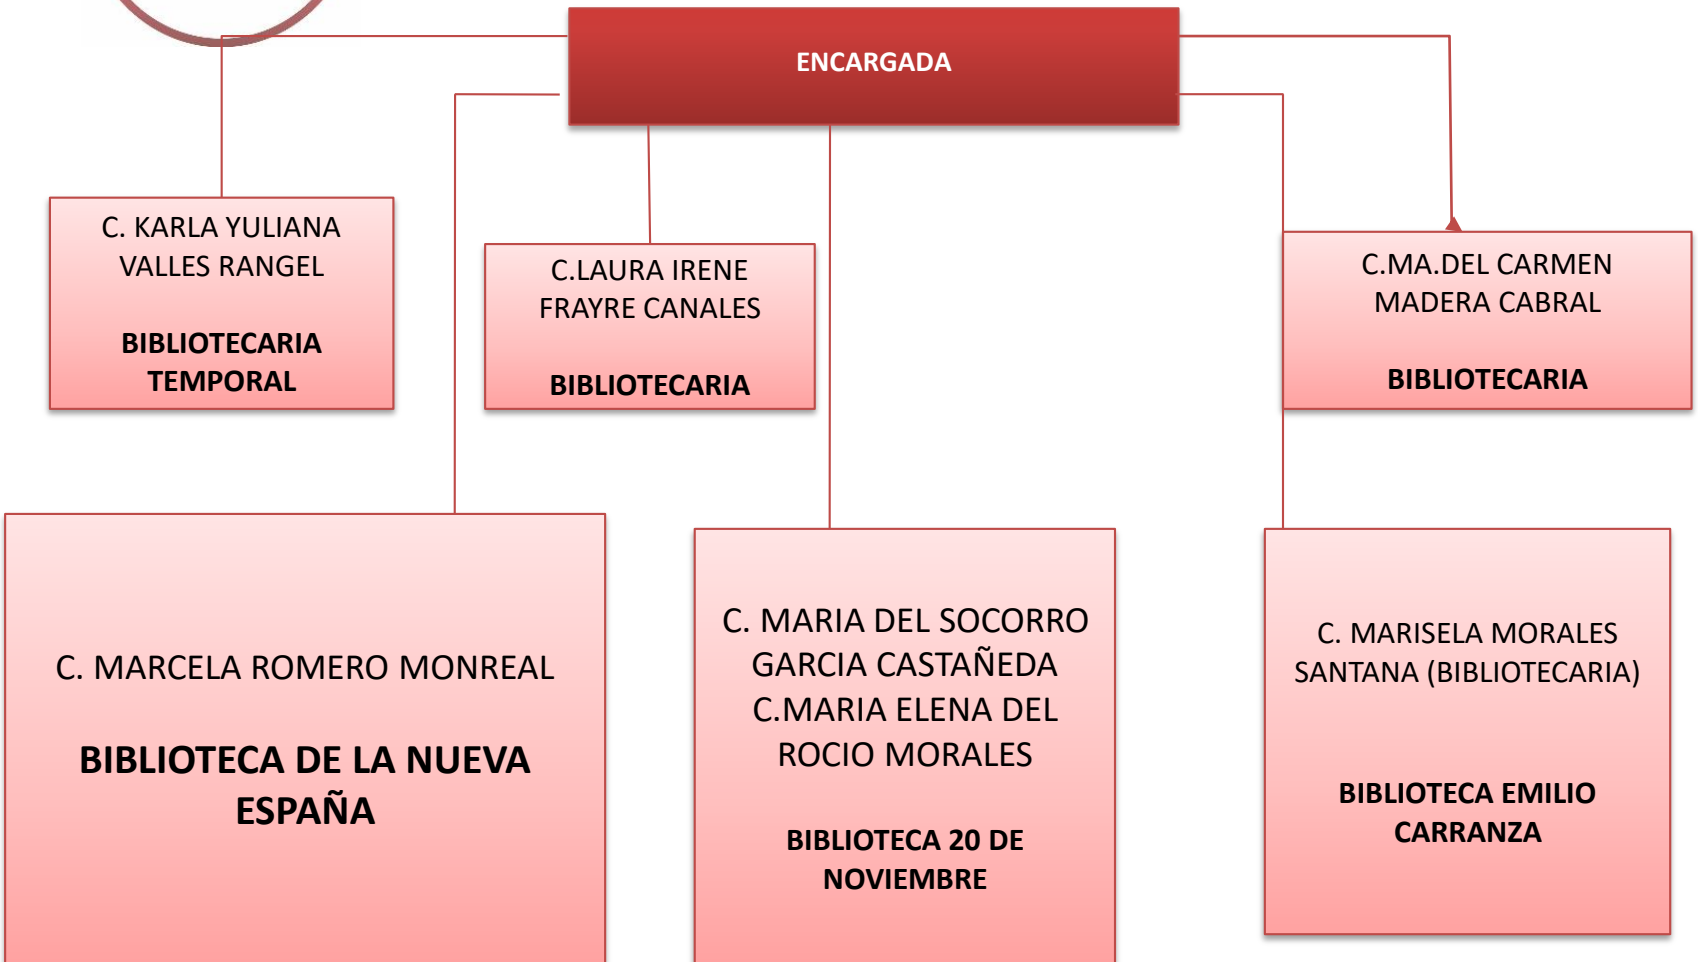 ENCARGADA
C. KARLA YULIANA
VALLES RANGEL
BIBLIOTECARIA
TEMPORAL
C.LAURA IRENE
FRAYRE CANALES
BIBLIOTECARIA
C.MA.DEL CARMEN
MADERA CABRAL
BIBLIOTECARIA
C. MARCELA ROMERO MONREAL
BIBLIOTECA DE LA NUEVA
ESPAÑA
C. MARIA DEL SOCORRO
GARCIA CASTAÑEDA
C.MARIA ELENA DEL
ROCIO MORALES
BIBLIOTECA 20 DE
NOVIEMBRE
C. MARISELA MORALES
SANTANA (BIBLIOTECARIA)
BIBLIOTECA EMILIO
CARRANZA